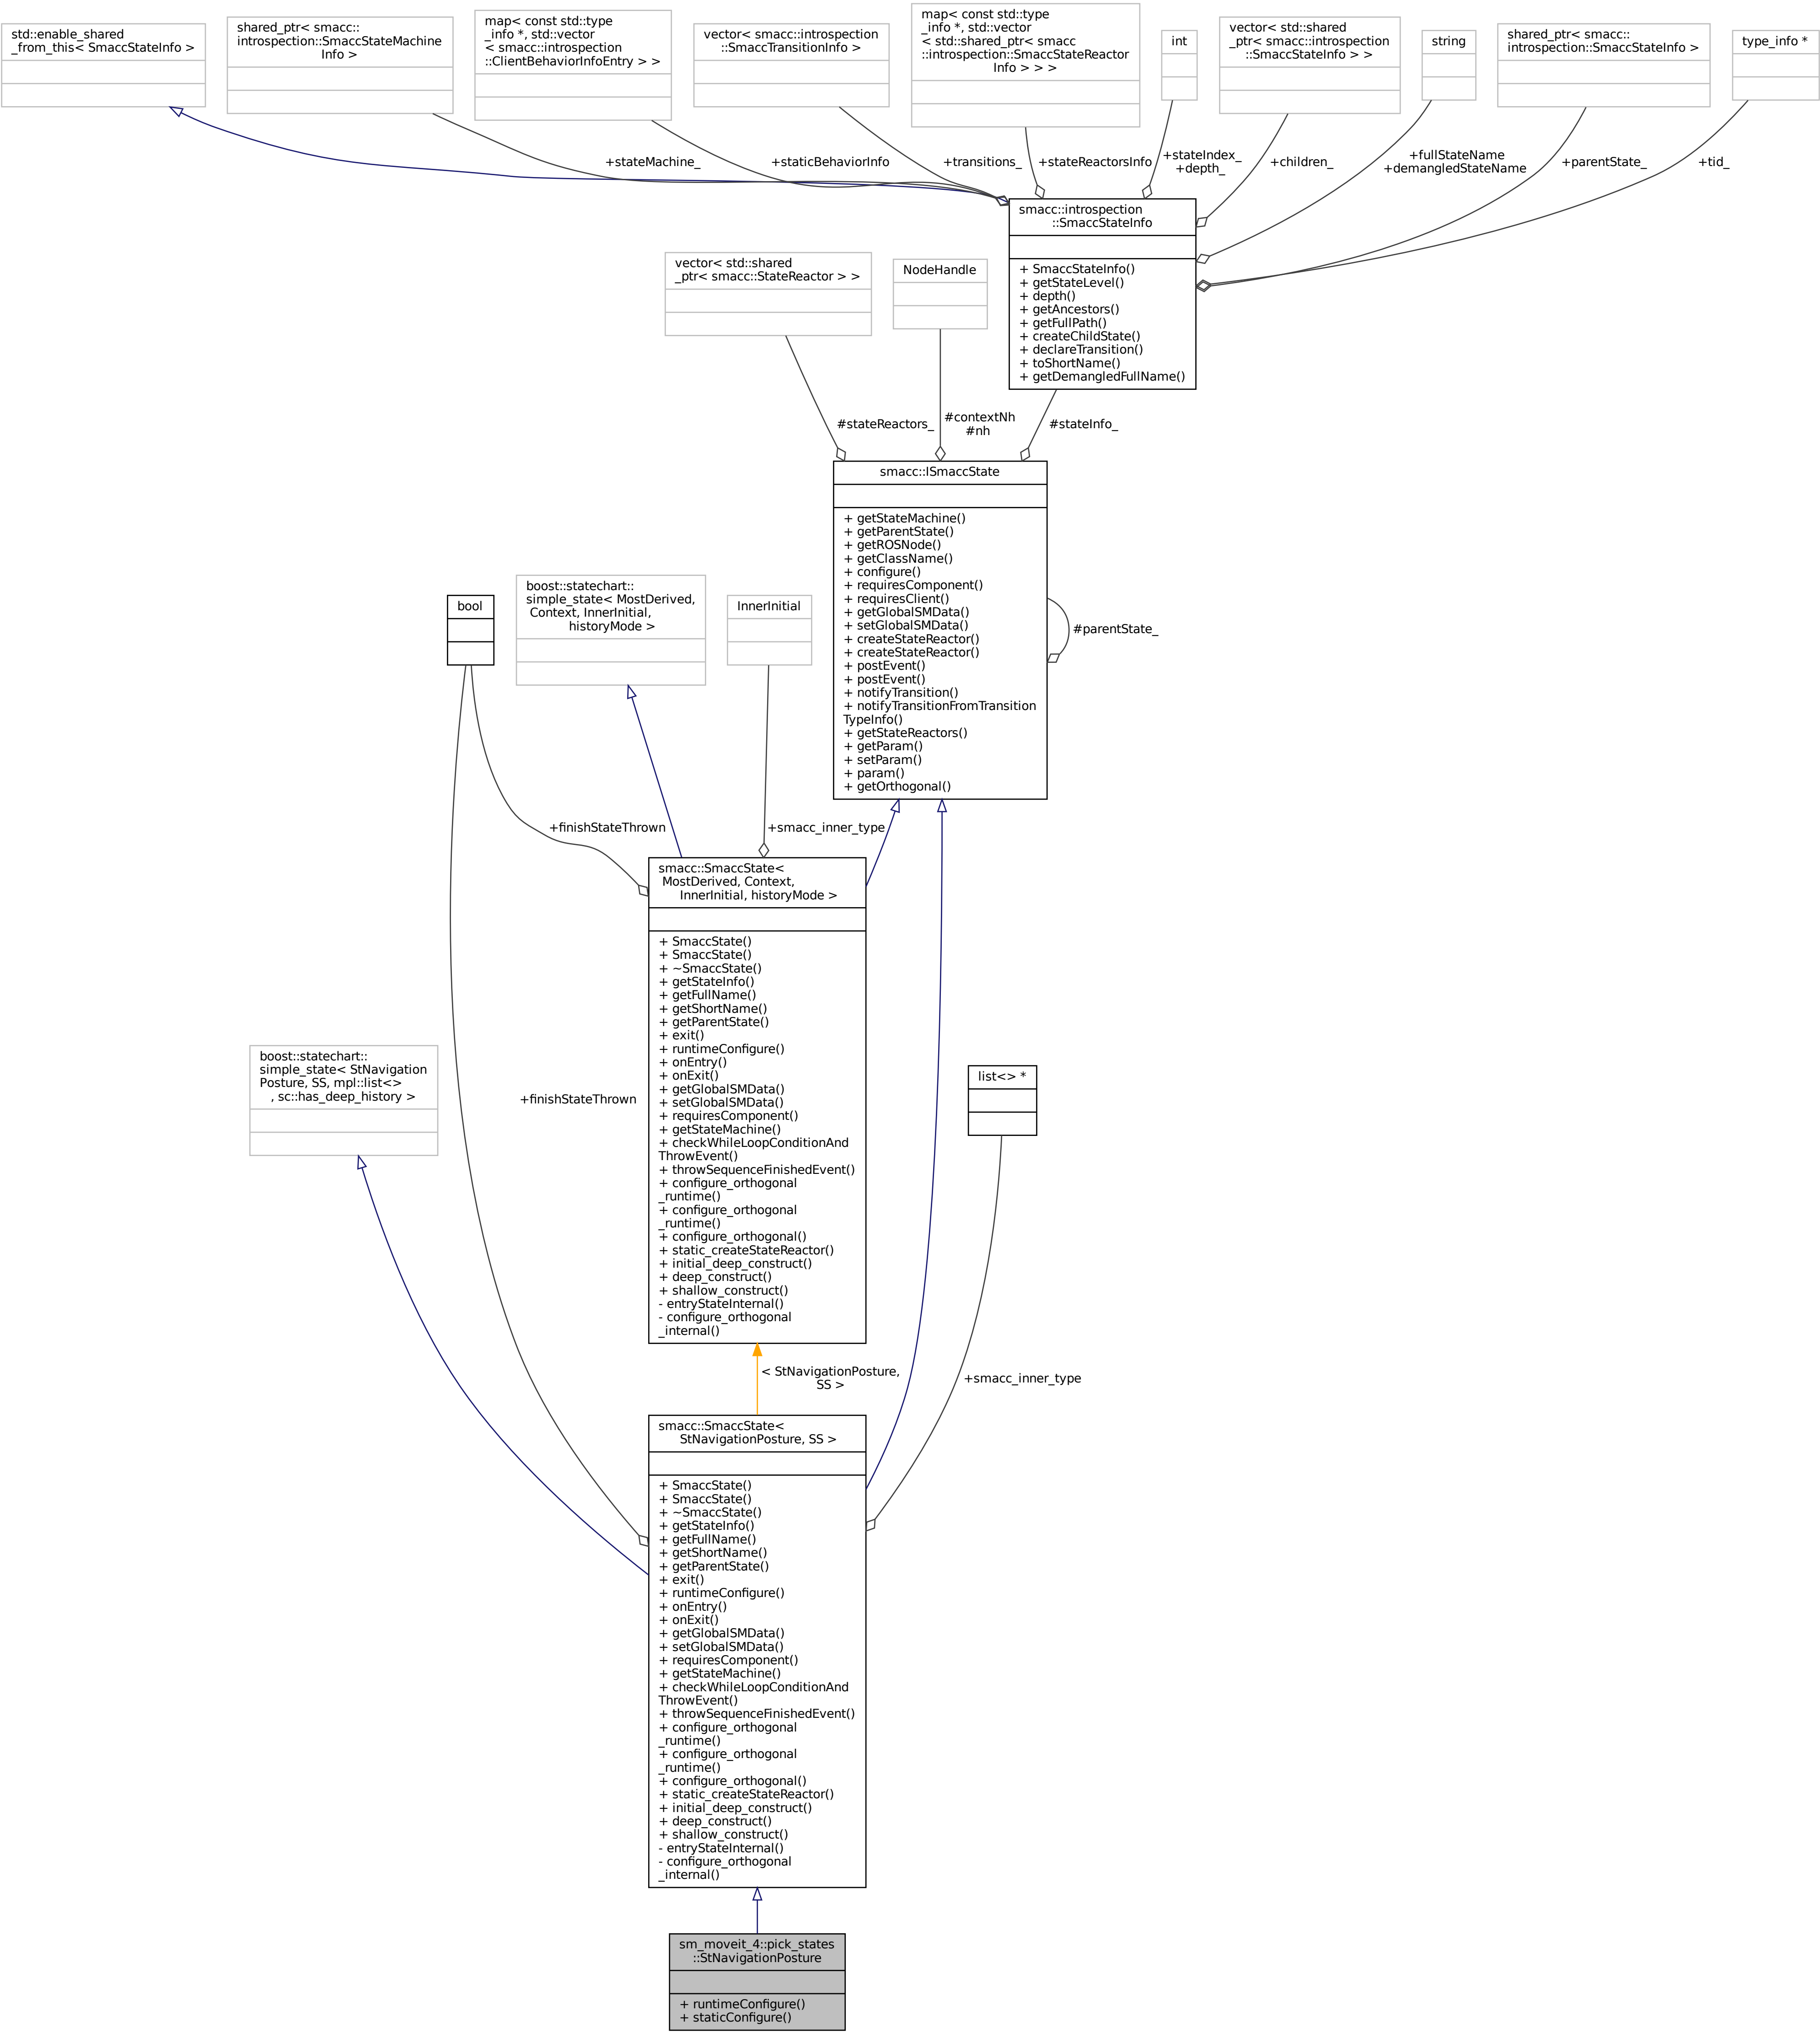 std::enable_shared
_from_this< SmaccStateInfo >
shared_ptr< smacc::
introspection::SmaccStateMachine
Info >
map< const std::type
_info *, std::vector
< smacc::introspection
::ClientBehaviorInfoEntry > >
vector< smacc::introspection
::SmaccTransitionInfo >
map< const std::type
_info *, std::vector
< std::shared_ptr< smacc
::introspection::SmaccStateReactor
Info > > >
int
vector< std::shared
_ptr< smacc::introspection
::SmaccStateInfo > >
string
shared_ptr< smacc::
introspection::SmaccStateInfo >
type_info *
+stateMachine_
+staticBehaviorInfo
+transitions_
+stateReactorsInfo
+stateIndex_
+depth_
+children_
+fullStateName
+demangledStateName
+parentState_
+tid_
smacc::introspection
::SmaccStateInfo
+ SmaccStateInfo()
+ getStateLevel()
+ depth()
+ getAncestors()
+ getFullPath()
+ createChildState()
+ declareTransition()
+ toShortName()
+ getDemangledFullName()
vector< std::shared
_ptr< smacc::StateReactor > >
NodeHandle
#stateReactors_
#contextNh
#nh
#stateInfo_
smacc::ISmaccState
+ getStateMachine()
+ getParentState()
+ getROSNode()
+ getClassName()
+ configure()
+ requiresComponent()
+ requiresClient()
+ getGlobalSMData()
+ setGlobalSMData()
+ createStateReactor()
+ createStateReactor()
+ postEvent()
+ postEvent()
+ notifyTransition()
+ notifyTransitionFromTransition
TypeInfo()
+ getStateReactors()
+ getParam()
+ setParam()
+ param()
+ getOrthogonal()
#parentState_
bool
boost::statechart::
simple_state< MostDerived,
Context, InnerInitial,
historyMode >
InnerInitial
+finishStateThrown
+smacc_inner_type
smacc::SmaccState<
MostDerived, Context,
InnerInitial, historyMode >
+ SmaccState()
+ SmaccState()
+ ~SmaccState()
+ getStateInfo()
+ getFullName()
+ getShortName()
+ getParentState()
+ exit()
+ runtimeConfigure()
+ onEntry()
+ onExit()
+ getGlobalSMData()
+ setGlobalSMData()
+ requiresComponent()
+ getStateMachine()
+ checkWhileLoopConditionAnd
ThrowEvent()
+ throwSequenceFinishedEvent()
+ configure_orthogonal
_runtime()
+ configure_orthogonal
_runtime()
+ configure_orthogonal()
+ static_createStateReactor()
+ initial_deep_construct()
+ deep_construct()
+ shallow_construct()
- entryStateInternal()
- configure_orthogonal
_internal()
boost::statechart::
simple_state< StNavigation
Posture, SS, mpl::list<>
, sc::has_deep_history >
+finishStateThrown
list<> *
< StNavigationPosture,
SS >
+smacc_inner_type
smacc::SmaccState<
StNavigationPosture, SS >
+ SmaccState()
+ SmaccState()
+ ~SmaccState()
+ getStateInfo()
+ getFullName()
+ getShortName()
+ getParentState()
+ exit()
+ runtimeConfigure()
+ onEntry()
+ onExit()
+ getGlobalSMData()
+ setGlobalSMData()
+ requiresComponent()
+ getStateMachine()
+ checkWhileLoopConditionAnd
ThrowEvent()
+ throwSequenceFinishedEvent()
+ configure_orthogonal
_runtime()
+ configure_orthogonal
_runtime()
+ configure_orthogonal()
+ static_createStateReactor()
+ initial_deep_construct()
+ deep_construct()
+ shallow_construct()
- entryStateInternal()
- configure_orthogonal
_internal()
sm_moveit_4::pick_states
::StNavigationPosture
+ runtimeConfigure()
+ staticConfigure()